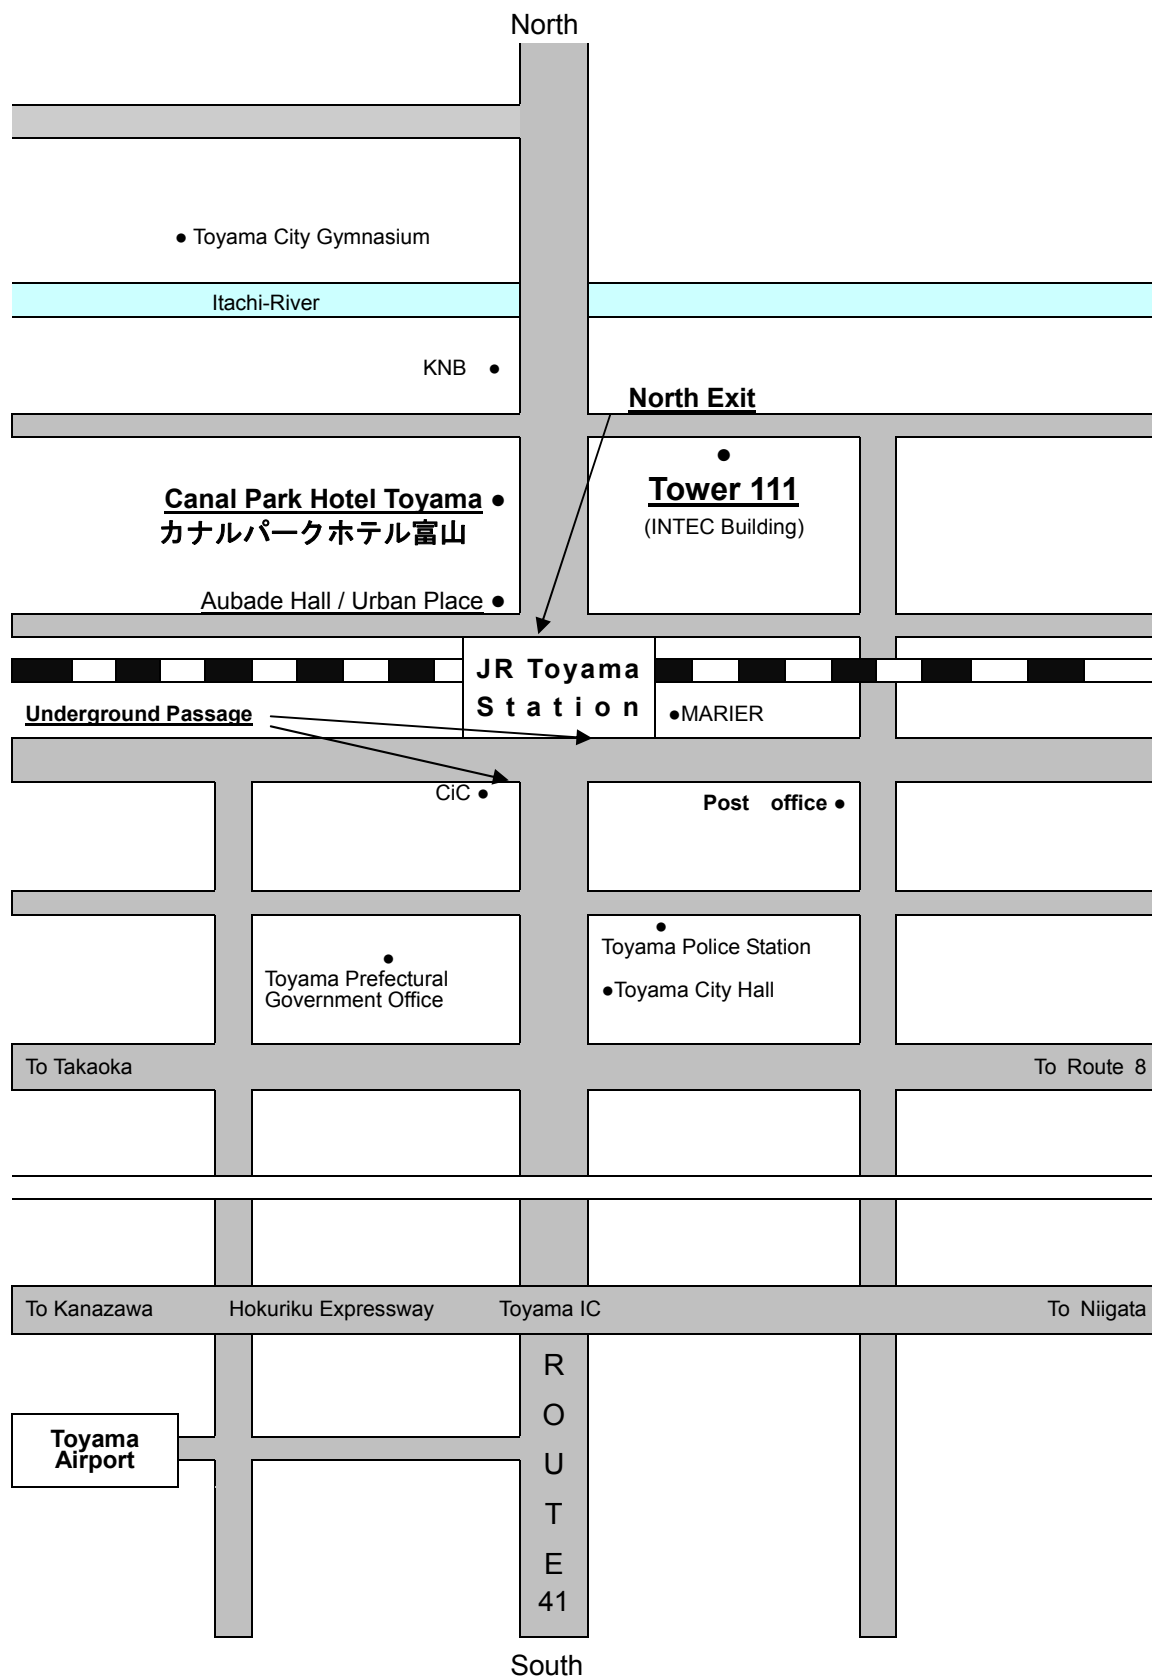 North
● Toyama City Gymnasium
Itachi-River
KNB ●
North Exit
●
Canal Park Hotel Toyama ●
カナルパークホテル富山
Tower 111
(INTEC Building)
Aubade Hall / Urban Place ●
JR Toyama
Station
Underground Passage
●MARIER
CiC ●
Post office ●
●
Toyama Police Station
●
Toyama Prefectural
Government Office
●Toyama City Hall
To Takaoka
To Route 8
To Kanazawa
Hokuriku Expressway
Toyama IC
To Niigata
R
O
U
T
E
41
Toyama
Airport
South